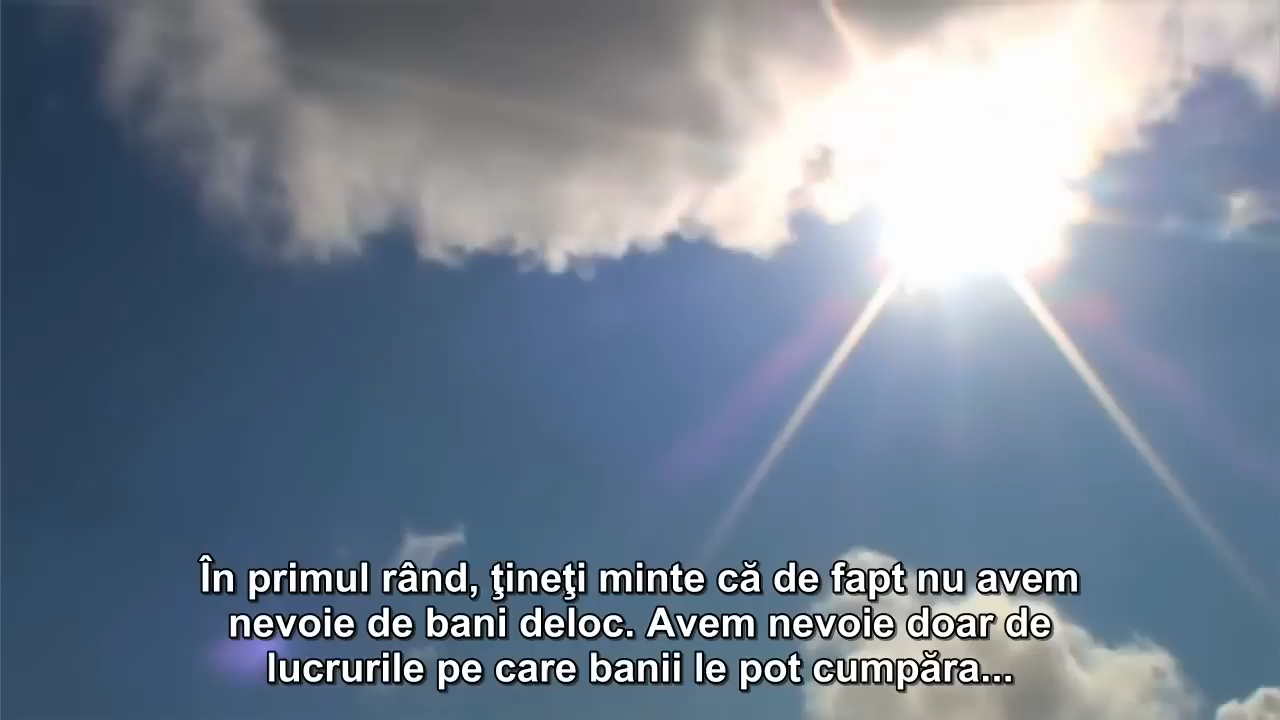 În primul rând, ţineţi minte că de fapt nu avem
nevoie de bani deloc. Avem nevoie doar de
lucrurile pe care banii le pot cumpăra...